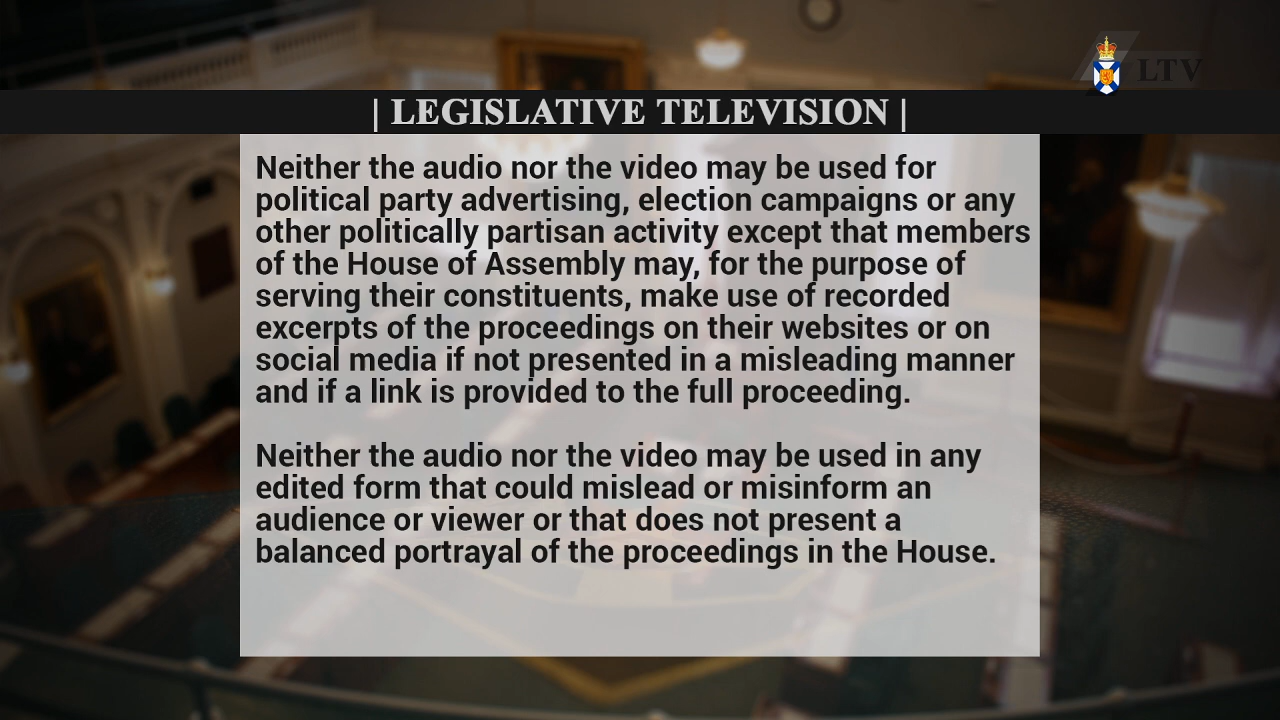 LTV
| LEGISLATIVE TELEVISION |
Neither the audio nor the video may be used for
political party advertising, election campaigns or any
other politically partisan activity except that members
of the House of Assembly may, for the purpose of
serving their constituents, make use of recorded
excerpts of the proceedings on their websites or on
social media if not presented in a misleading manner
and if a link is provided to the full proceeding.
Neither the audio nor the video may be used in any
edited form that could mislead or misinform an
audience or viewer or that does not present a
balanced portrayal of the proceedings in the House.